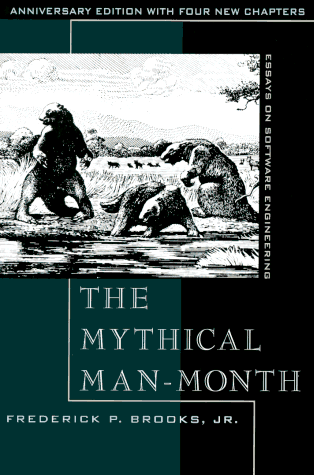 ANNIVERSARY EDITION WITH FOUR NEW CHAPTERS
ESSAYS ON SOFTWARE ENGINEERING
THE
MYTHICAL
MAN-MONTH
FREDERICK P. BROOKS, JR.